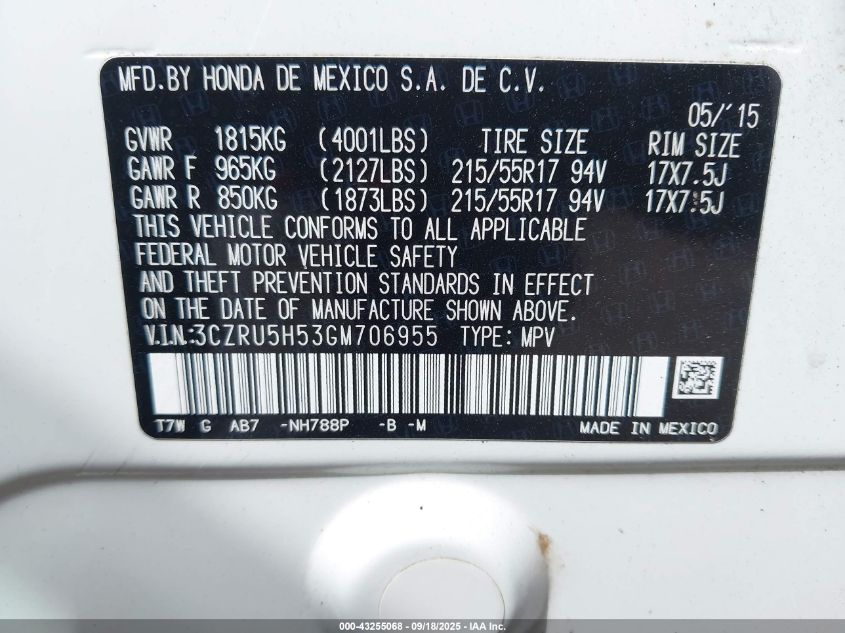 MFD.BY HONDA DE MEXICO S.A. DE C.V.
05/'15
GVWR 1815KG (4001LBS) TIRE SIZE RIM SIZE
GAWR F 965KG (2127LBS) 215/55R17 94V 17X7.5J
GAWR R 850KG (1873LBS) 215/55R17 94V 17X7.5J
THIS VEHICLE CONFORMS TO ALL APPLICABLE
FEDERAL MOTOR VEHICLE SAFETY
AND THEFT PREVENTION STANDARDS IN EFFECT
ON THE DATE OF MANUFACTURE SHOWN ABOVE.
V.I.N.:3CZRU5H53GM706955 TYPE: MPV
T7W G AB7 -NH788P -B -M MADE IN MEXICO
000-43255068 - 09/18/2025 - IAA Inc.